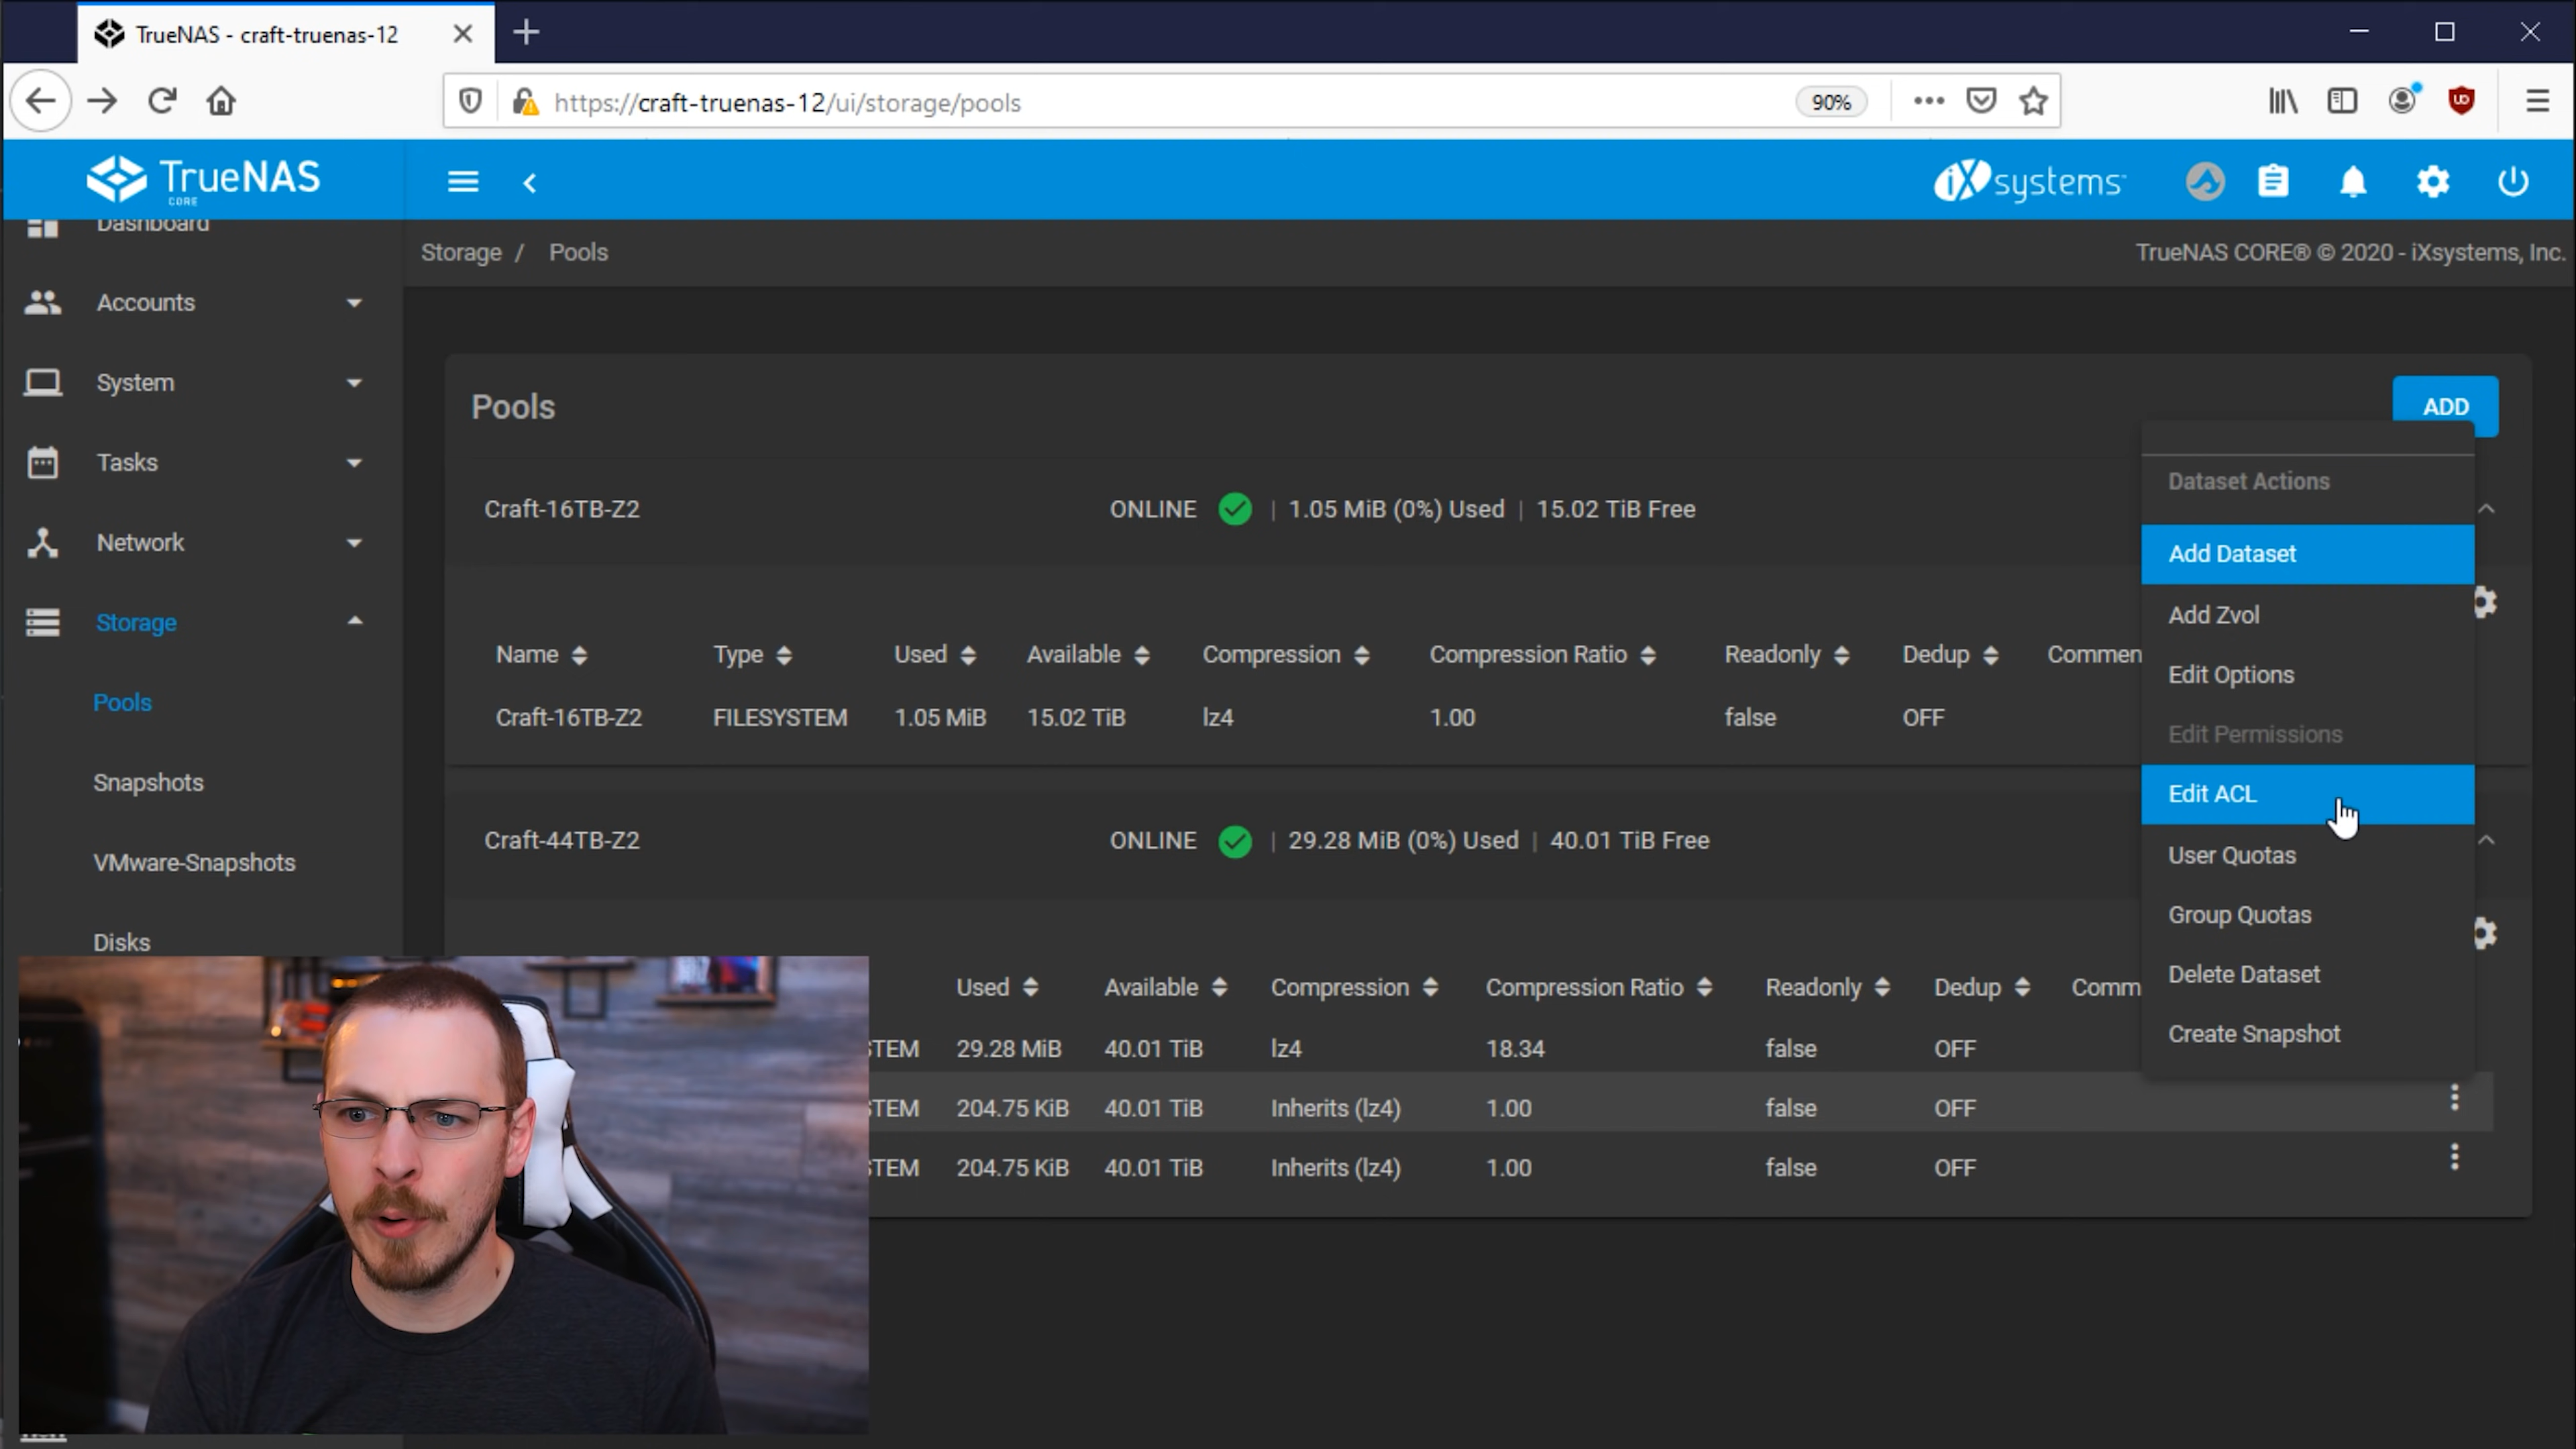 TrueNAS - craft-truenas-12
https://craft-truenas-12/ui/storage/pools
90%
TrueNAS
CORE
iXsystems
Storage / Pools
TrueNAS CORE® © 2020 - iXsystems, Inc.
Dashboard
Accounts
System
Tasks
Network
Storage
Pools
Snapshots
VMware-Snapshots
Disks
Pools
ADD
Craft-16TB-Z2
ONLINE | 1.05 MiB (0%) Used | 15.02 TiB Free
Name Type Used Available Compression Compression Ratio Readonly Dedup Commen
Craft-16TB-Z2 FILESYSTEM 1.05 MiB 15.02 TiB lz4 1.00 false OFF
Craft-44TB-Z2
ONLINE | 29.28 MiB (0%) Used | 40.01 TiB Free
Used Available Compression Compression Ratio Readonly Dedup Comm
STEM 29.28 MiB 40.01 TiB lz4 18.34 false OFF
STEM 204.75 KiB 40.01 TiB Inherits (lz4) 1.00 false OFF
STEM 204.75 KiB 40.01 TiB Inherits (lz4) 1.00 false OFF
Dataset Actions
Add Dataset
Add Zvol
Edit Options
Edit Permissions
Edit ACL
User Quotas
Group Quotas
Delete Dataset
Create Snapshot